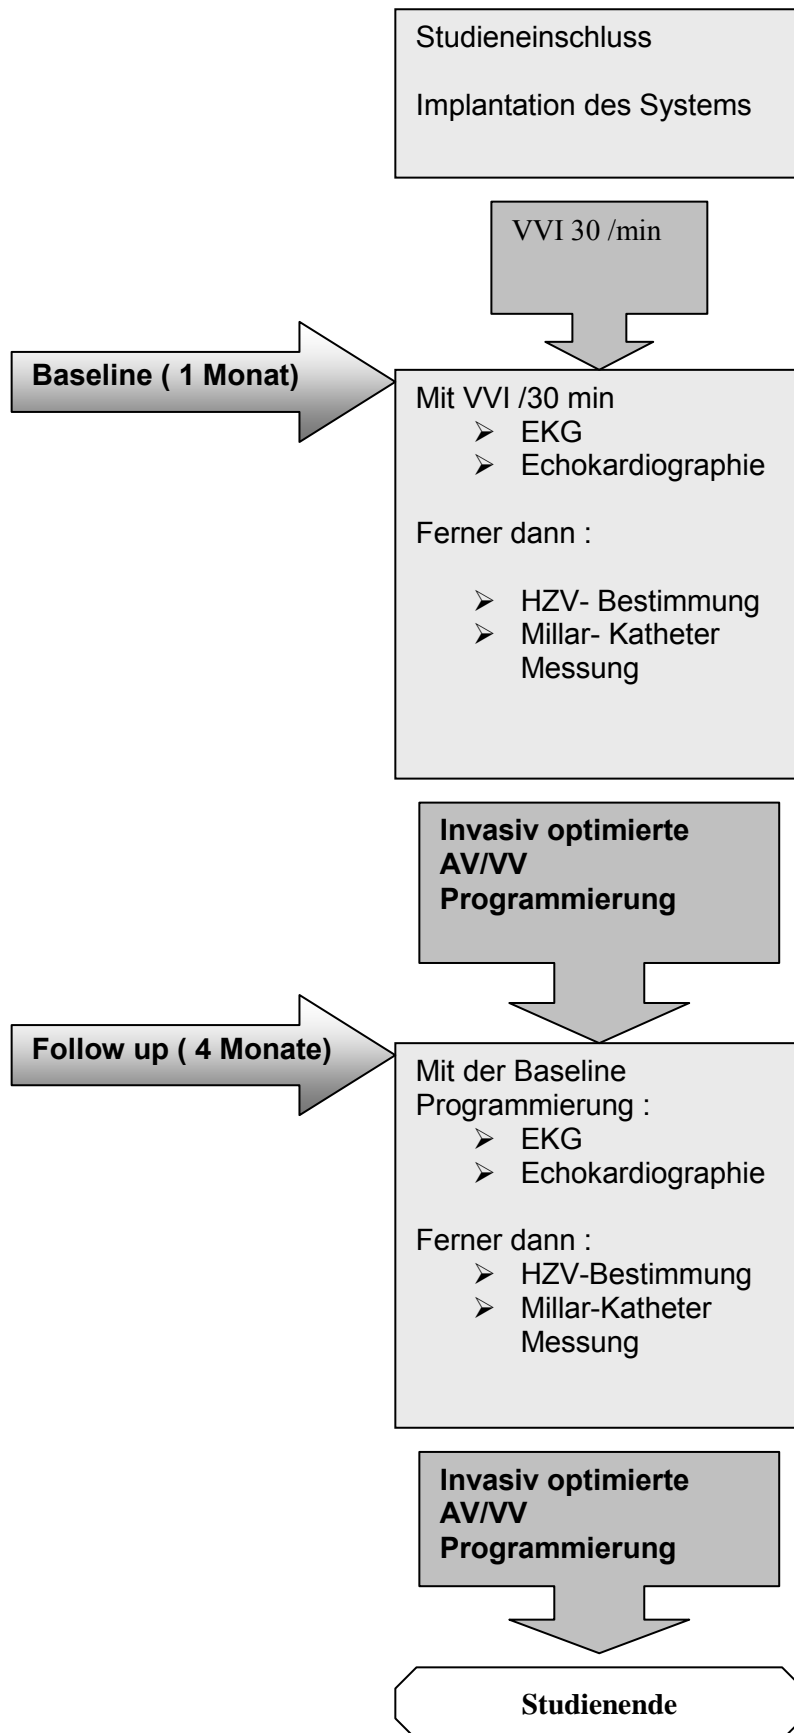 Studieneinschluss
Implantation des Systems
VVI 30 /min
Baseline ( 1 Monat)
Mit VVI /30 min
➢ EKG
➢ Echokardiographie
Ferner dann :
➢ HZV- Bestimmung
➢ Millar- Katheter
Messung
Invasiv optimierte
AV/VV
Programmierung
Follow up ( 4 Monate)
Mit der Baseline
Programmierung :
➢ EKG
➢ Echokardiographie
Ferner dann :
➢ HZV-Bestimmung
➢ Millar-Katheter
Messung
Invasiv optimierte
AV/VV
Programmierung
Studienende